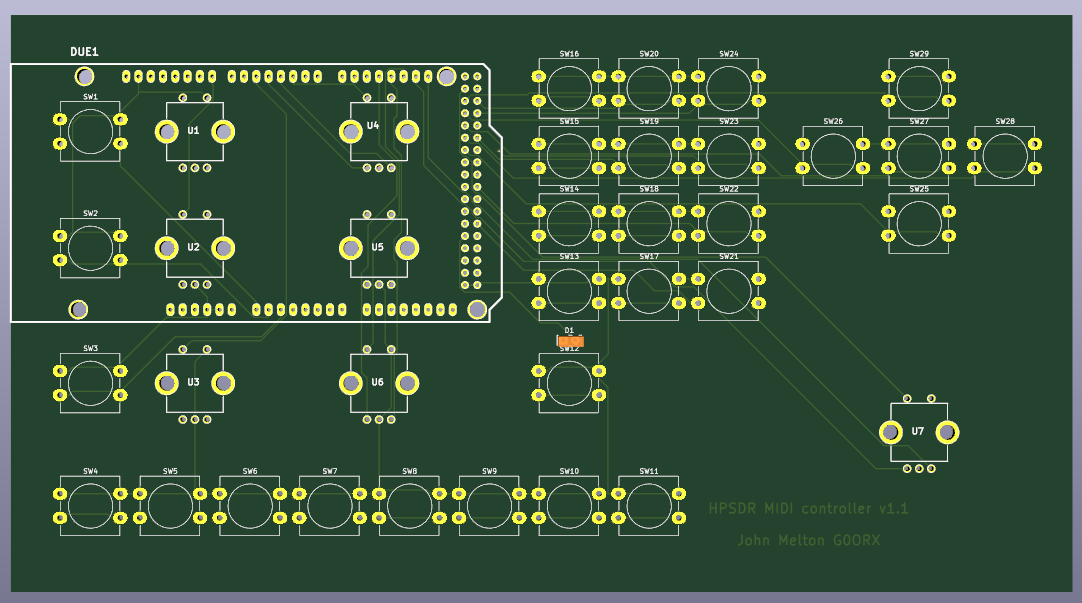 DUE1
SW16 SW20 SW24 SW29
SW1
U1 U4
SW15 SW19 SW23 SW26 SW27 SW28
SW14 SW18 SW22 SW25
SW2
U2 U5
SW13 SW17 SW21
D1
SW3 SW12
U3 U6
U7
SW4 SW5 SW6 SW7 SW8 SW9 SW10 SW11
HPSDR MIDI controller v1.1
John Melton G0ORX